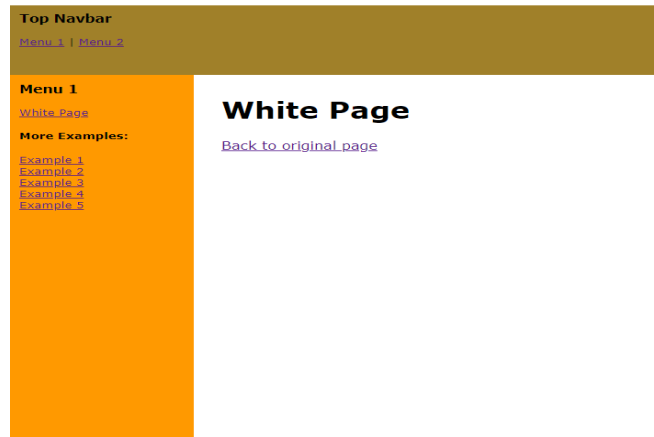 Top Navbar
Menu 1 | Menu 2
Menu 1
White Page
More Examples:
Example 1
Example 2
Example 3
Example 4
Example 5
White Page
Back to original page